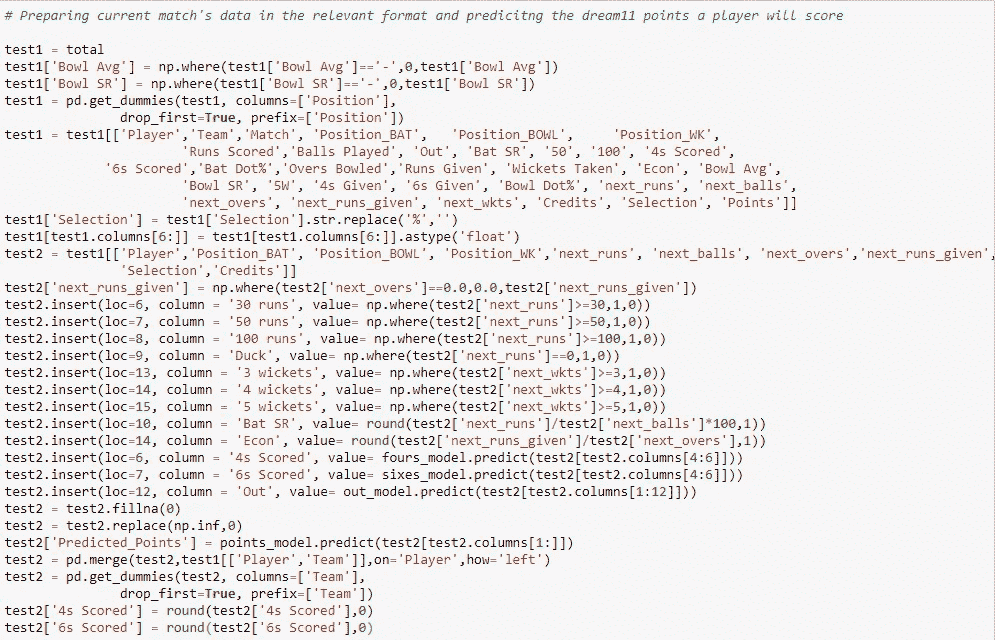 # Preparing current match's data in the relevant format and predicitng the dream11 points a player will score
test1 = total
test1['Bowl Avg'] = np.where(test1['Bowl Avg']=='-',0,test1['Bowl Avg'])
test1['Bowl SR'] = np.where(test1['Bowl SR']=='-',0,test1['Bowl SR'])
test1 = pd.get_dummies(test1, columns=['Position'],
drop_first=True, prefix=['Position'])
test1 = test1[['Player','Team','Match', 'Position_BAT', 'Position_BOWL', 'Position_WK',
'Runs Scored','Balls Played', 'Out', 'Bat SR', '50', '100', '4s Scored',
'6s Scored','Bat Dot%','Overs Bowled','Runs Given', 'Wickets Taken', 'Econ', 'Bowl Avg',
'Bowl SR', '5W', '4s Given', '6s Given', 'Bowl Dot%', 'next_runs', 'next_balls',
'next_overs', 'next_runs_given', 'next_wkts', 'Credits', 'Selection', 'Points']]
test1['Selection'] = test1['Selection'].str.replace('%','')
test1[test1.columns[6:]] = test1[test1.columns[6:]].astype('float')
test2 = test1[['Player','Position_BAT', 'Position_BOWL', 'Position_WK','next_runs', 'next_balls', 'next_overs','next_runs_given',
'Selection','Credits']]
test2['next_runs_given'] = np.where(test2['next_overs']==0.0,0.0,test2['next_runs_given'])
test2.insert(loc=6, column = '30 runs', value= np.where(test2['next_runs']>=30,1,0))
test2.insert(loc=7, column = '50 runs', value= np.where(test2['next_runs']>=50,1,0))
test2.insert(loc=8, column = '100 runs', value= np.where(test2['next_runs']>=100,1,0))
test2.insert(loc=9, column = 'Duck', value= np.where(test2['next_runs']==0,1,0))
test2.insert(loc=13, column = '3 wickets', value= np.where(test2['next_wkts']>=3,1,0))
test2.insert(loc=14, column = '4 wickets', value= np.where(test2['next_wkts']>=4,1,0))
test2.insert(loc=15, column = '5 wickets', value= np.where(test2['next_wkts']>=5,1,0))
test2.insert(loc=10, column = 'Bat SR', value= round(test2['next_runs']/test2['next_balls']*100,1))
test2.insert(loc=14, column = 'Econ', value= round(test2['next_runs_given']/test2['next_overs'],1))
test2.insert(loc=6, column = '4s Scored', value= fours_model.predict(test2[test2.columns[4:6]]))
test2.insert(loc=7, column = '6s Scored', value= sixes_model.predict(test2[test2.columns[4:6]]))
test2.insert(loc=12, column = 'Out', value= out_model.predict(test2[test2.columns[1:12]]))
test2 = test2.fillna(0)
test2 = test2.replace(np.inf,0)
test2['Predicted_Points'] = points_model.predict(test2[test2.columns[1:]])
test2 = pd.merge(test2,test1[['Player','Team']],on='Player',how='left')
test2 = pd.get_dummies(test2, columns=['Team'],
drop_first=True, prefix=['Team'])
test2['4s Scored'] = round(test2['4s Scored'],0)
test2['6s Scored'] = round(test2['6s Scored'],0)